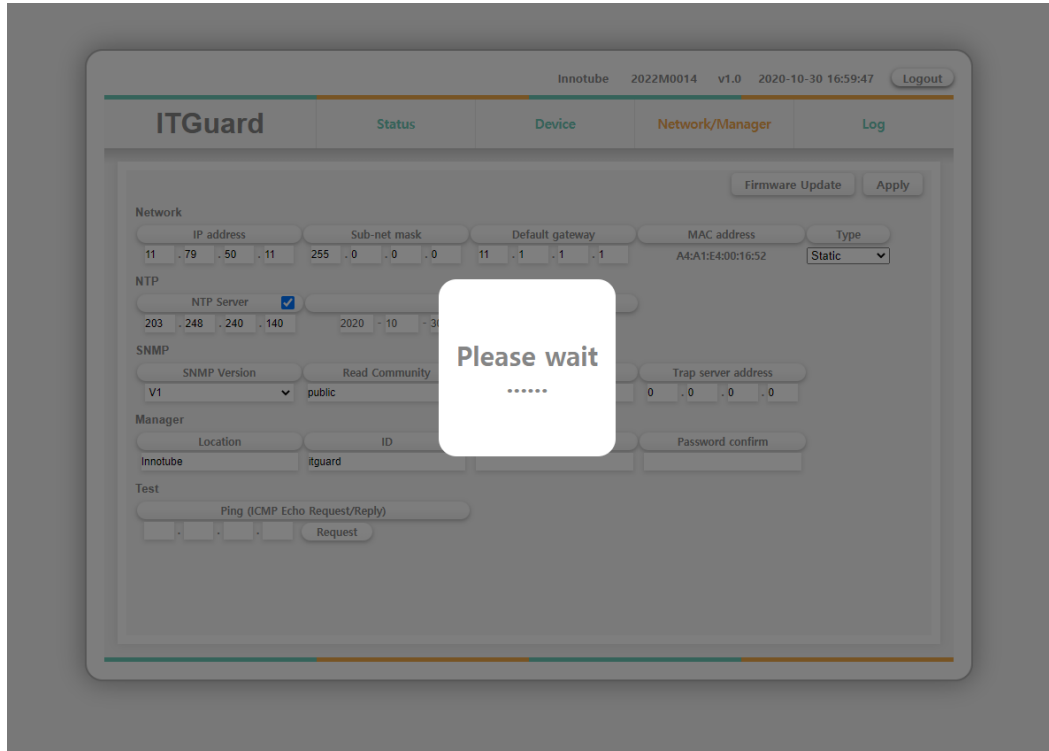 Innotube 2022M0014 v1.0 2020-10-30 16:59:47 Logout
ITGuard Status Device Network/Manager Log
Firmware Update Apply
Network
IP address Sub-net mask Default gateway MAC address Type
11 . 79 . 50 . 11 255 . 0 . 0 . 0 11 . 1 . 1 . 1 A4:A1:E4:00:16:52 Static
NTP
NTP Server
203 . 248 . 240 . 140 2020 - 10 -
SNMP
SNMP Version Read Community Trap server address
V1 public 0 . 0 . 0 . 0
Please wait
......
Manager
Location ID Password confirm
Innotube itguard
Test
Ping (ICMP Echo Request/Reply)
. . . Request